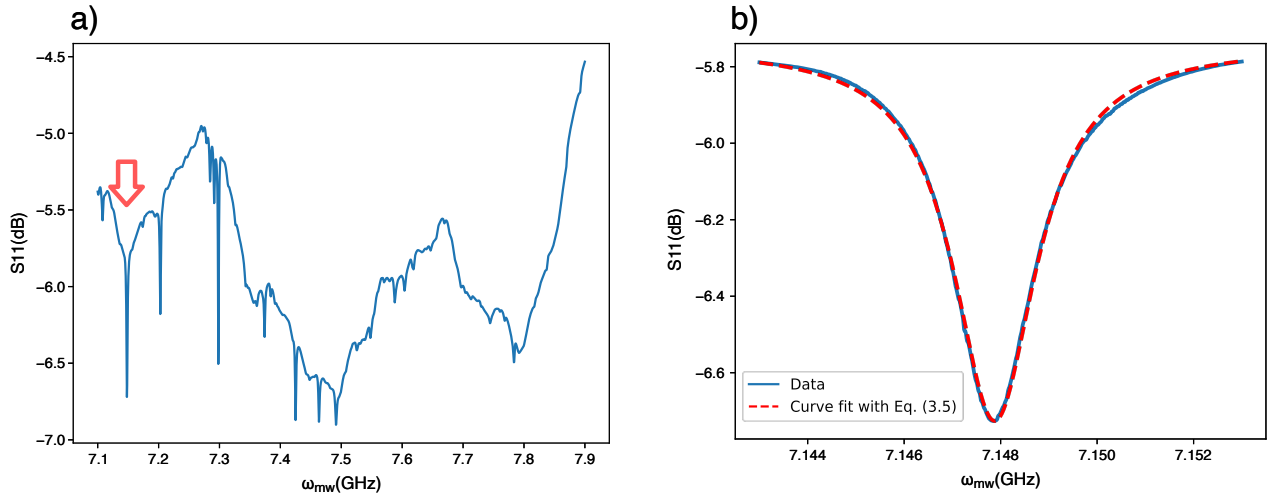 a)
S11(dB)
−4.5
−5.0
−5.5
−6.0
−6.5
−7.0
7.1 7.2 7.3 7.4 7.5 7.6 7.7 7.8 7.9
ωmw(GHz)
b)
S11(dB)
−5.8
−6.0
−6.2
−6.4
−6.6
Data
Curve fit with Eq. (3.5)
7.144 7.146 7.148 7.150 7.152
ωmw(GHz)